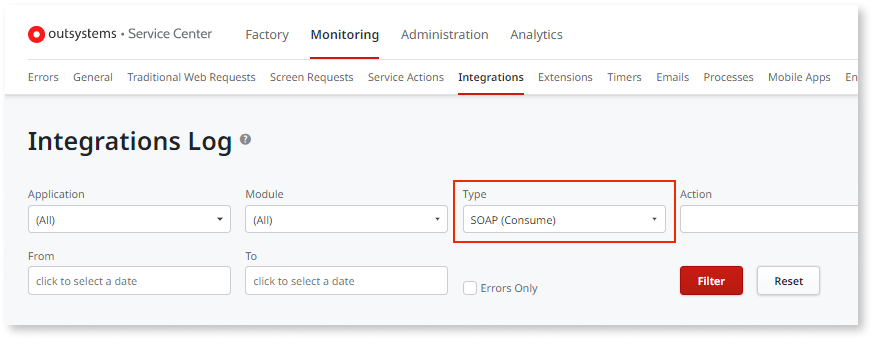 outsystems • Service Center Factory Monitoring Administration Analytics
Errors General Traditional Web Requests Screen Requests Service Actions Integrations Extensions Timers Emails Processes Mobile Apps En
Integrations Log ?
Application Module Type Action
(All) (All) SOAP (Consume)
From To
click to select a date click to select a date Errors Only Filter Reset